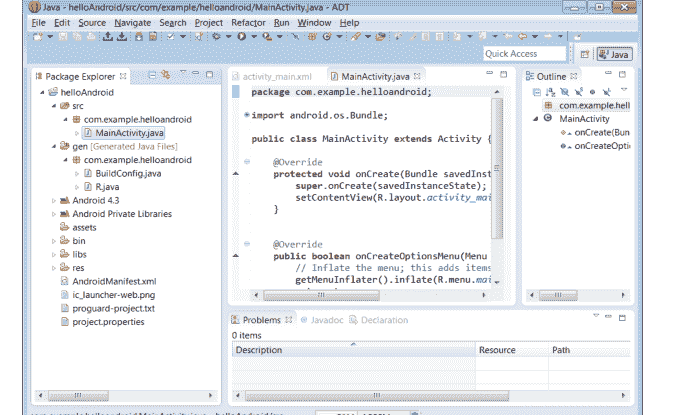 Java - helloAndroid/src/com/example/helloandroid/MainActivity.java - ADT
File Edit Source Navigate Search Project Refactor Run Window Help
Quick Access
Java
Package Explorer
helloAndroid
src
com.example.helloandroid
MainActivity.java
gen [Generated Java Files]
com.example.helloandroid
BuildConfig.java
R.java
Android 4.3
Android Private Libraries
assets
bin
libs
res
AndroidManifest.xml
ic_launcher-web.png
proguard-project.txt
project.properties
activity_main.xml
MainActivity.java
package com.example.helloandroid;
import android.os.Bundle;
public class MainActivity extends Activity {
@Override
protected void onCreate(Bundle savedInst
super.onCreate(savedInstanceState);
setContentView(R.layout.activity_mai
}
@Override
public boolean onCreateOptionsMenu(Menu
// Inflate the menu; this adds items
getMenuInflater().inflate(R.menu.mai
Outline
com.example.hell
MainActivity
onCreate(Bun
onCreateOptio
Problems Javadoc Declaration
0 items
Description Resource Path